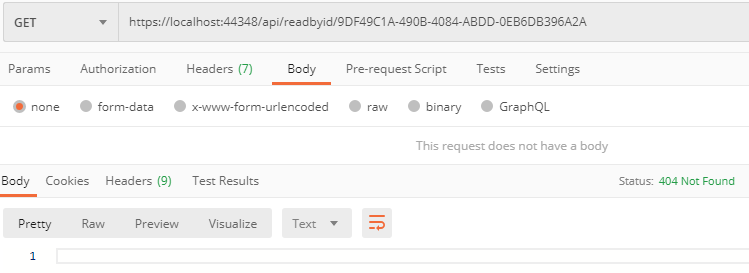 GET https://localhost:44348/api/readbyid/9DF49C1A-490B-4084-ABDD-0EB6DB396A2A
Params Authorization Headers (7) Body Pre-request Script Tests Settings
none form-data x-www-form-urlencoded raw binary GraphQL
This request does not have a body
Body Cookies Headers (9) Test Results Status: 404 Not Found
Pretty Raw Preview Visualize Text
1